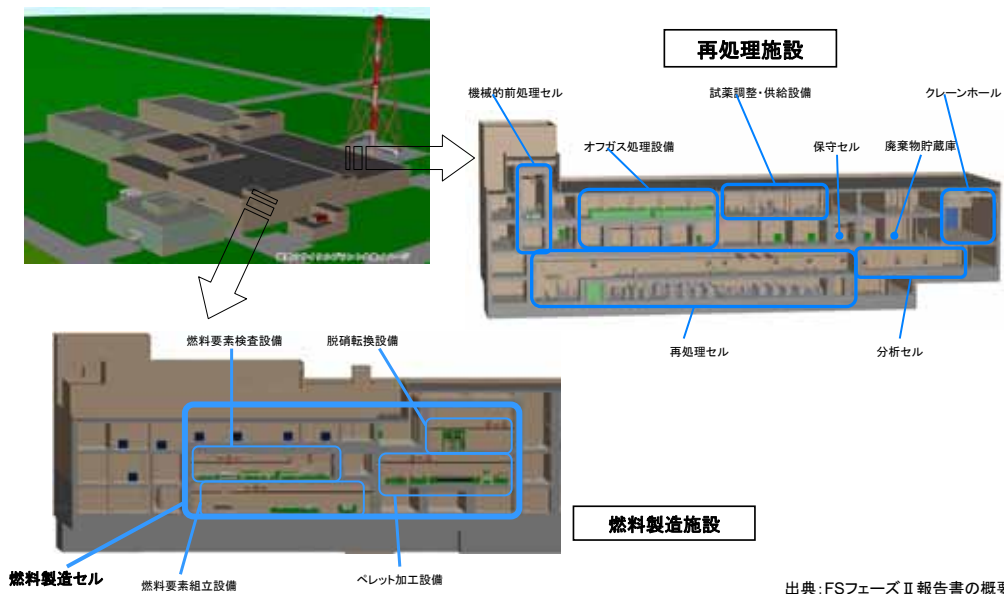 再処理施設
機械的前処理セル
試薬調整・供給設備
クレーンホール
オフガス処理設備
保守セル
廃棄物貯蔵庫
再処理セル
分析セル
燃料要素検査設備
脱硝転換設備
燃料製造施設
燃料製造セル
燃料要素組立設備
ペレット加工設備
出典:FSフェーズⅡ報告書の概要